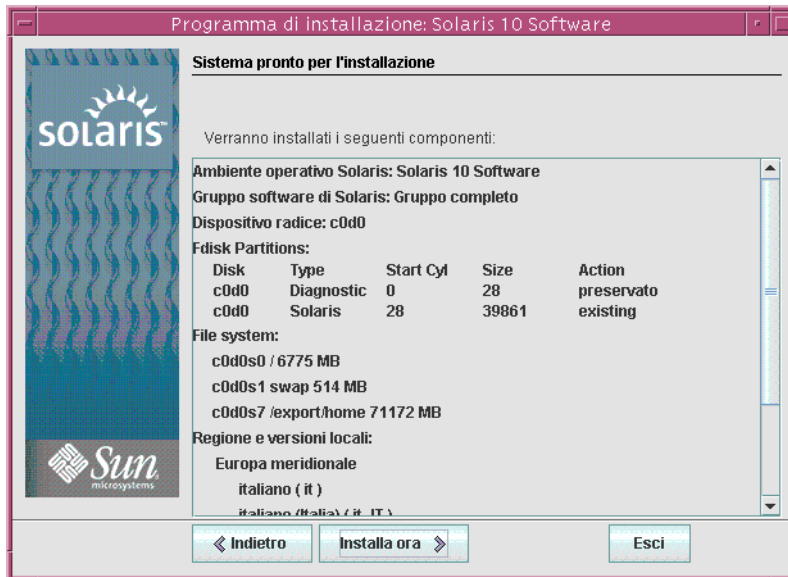 Programma di installazione: Solaris 10 Software
solaris
Sistema pronto per l'installazione
Verranno installati i seguenti componenti:
Ambiente operativo Solaris: Solaris 10 Software
Gruppo software di Solaris: Gruppo completo
Dispositivo radice: c0d0
Fdisk Partitions:
Disk Type Start Cyl Size Action
c0d0 Diagnostic 0 28 preservato
c0d0 Solaris 28 39861 existing
File system:
c0d0s0 / 6775 MB
c0d0s1 swap 514 MB
c0d0s7 /export/home 71172 MB
Regione e versioni locali:
Europa meridionale
italiano ( it )
italiano (Italia) ( it_IT )
Sun
microsystems
Indietro Installa ora Esci